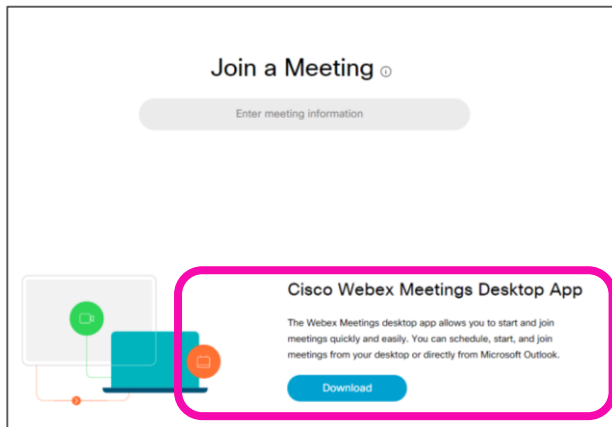 Join a Meeting
Enter meeting information
Cisco Webex Meetings Desktop App
The Webex Meetings desktop app allows you to start and join
meetings quickly and easily. You can schedule, start, and join
meetings from your desktop or directly from Microsoft Outlook.
Download